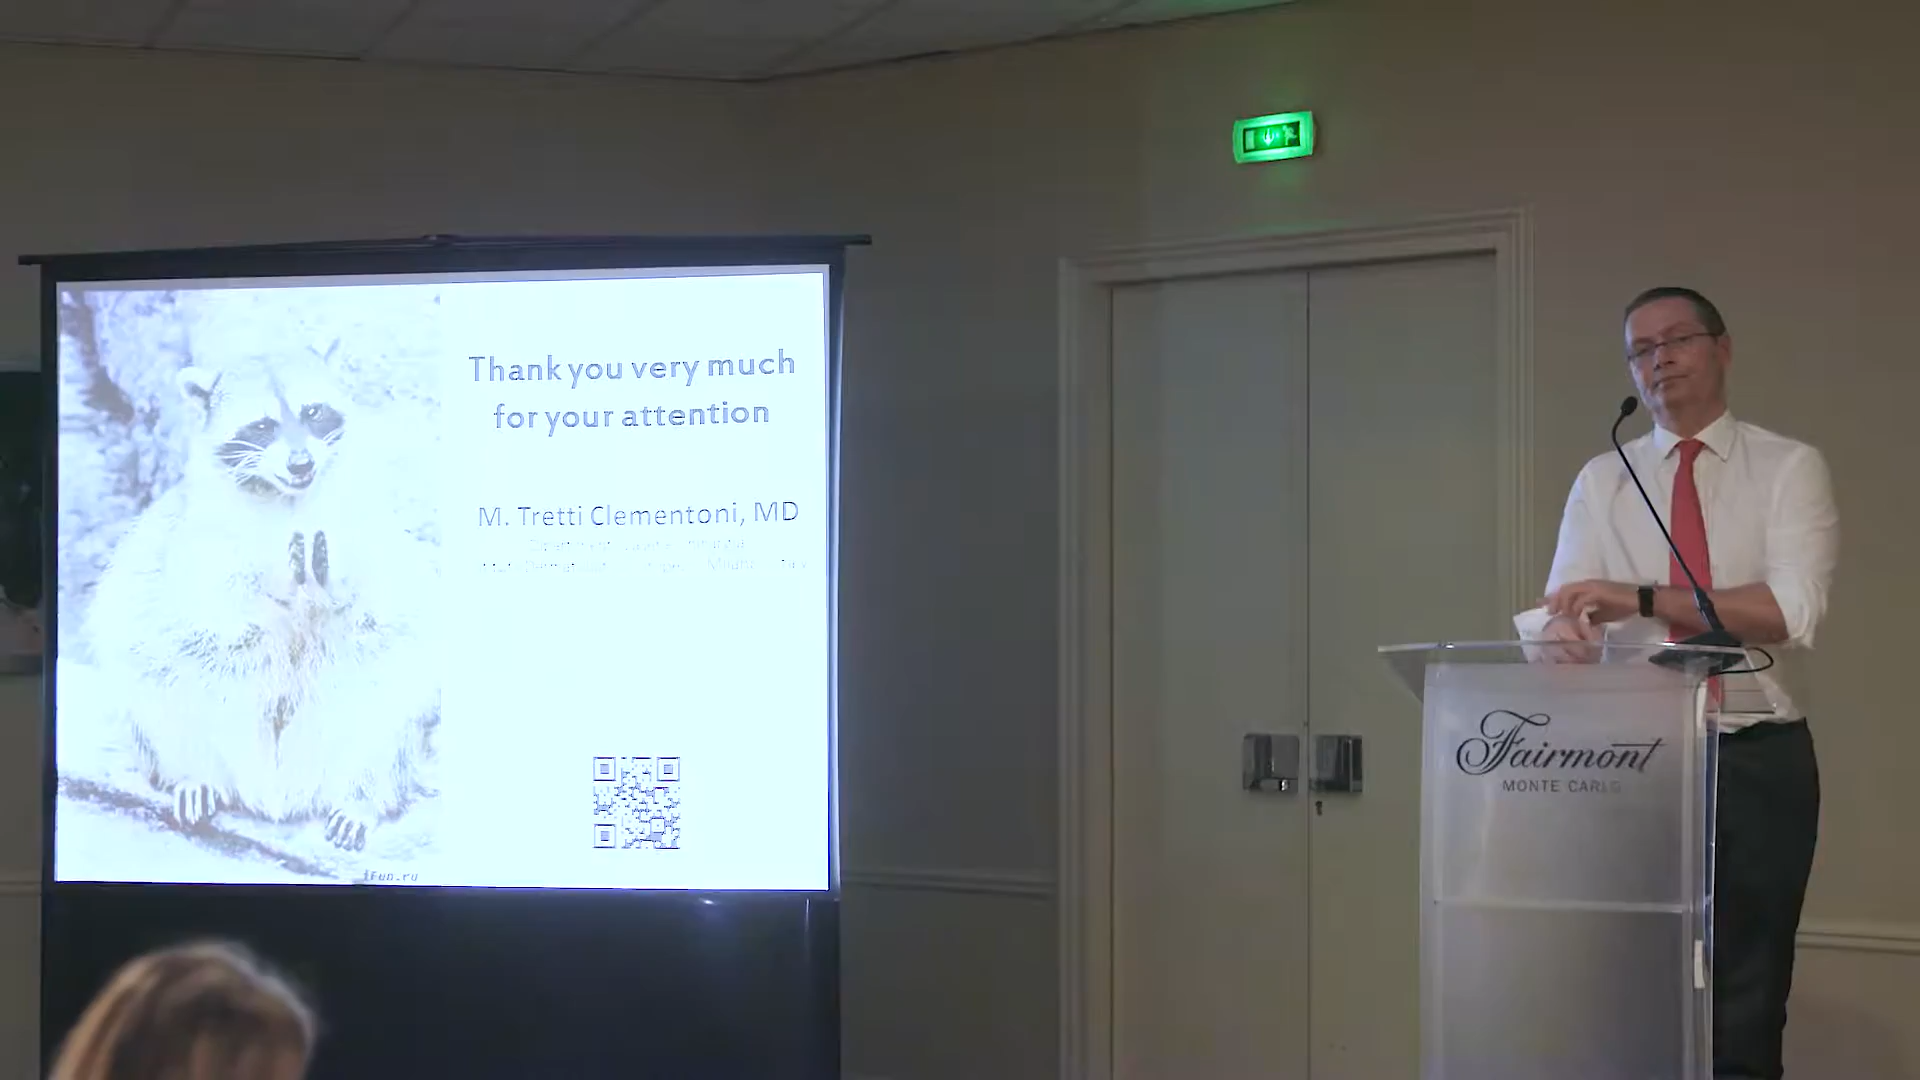 Thank you very much
for your attention
M. Tretti Clementoni, MD
iFun.ru
Fairmont
MONTE CARLO